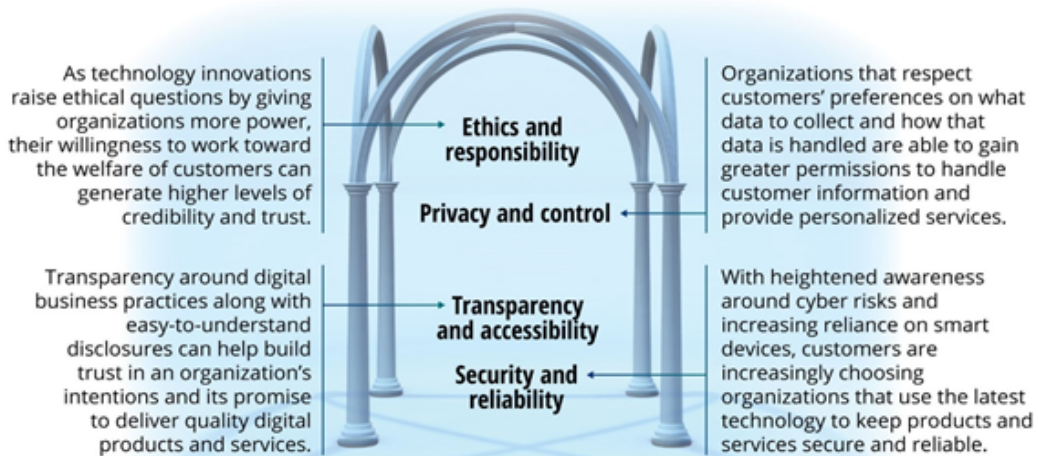 As technology innovations
raise ethical questions by giving
organizations more power,
their willingness to work toward
the welfare of customers can
generate higher levels of
credibility and trust.
Ethics and
responsibility
Organizations that respect
customers' preferences on what
data to collect and how that
data is handled are able to gain
greater permissions to handle
customer information and
provide personalized services.
Privacy and control
Transparency around digital
business practices along with
easy-to-understand
disclosures can help build
trust in an organization's
intentions and its promise
to deliver quality digital
products and services.
Transparency
and accessibility
With heightened awareness
around cyber risks and
increasing reliance on smart
devices, customers are
increasingly choosing
organizations that use the latest
technology to keep products and
services secure and reliable.
Security and
reliability